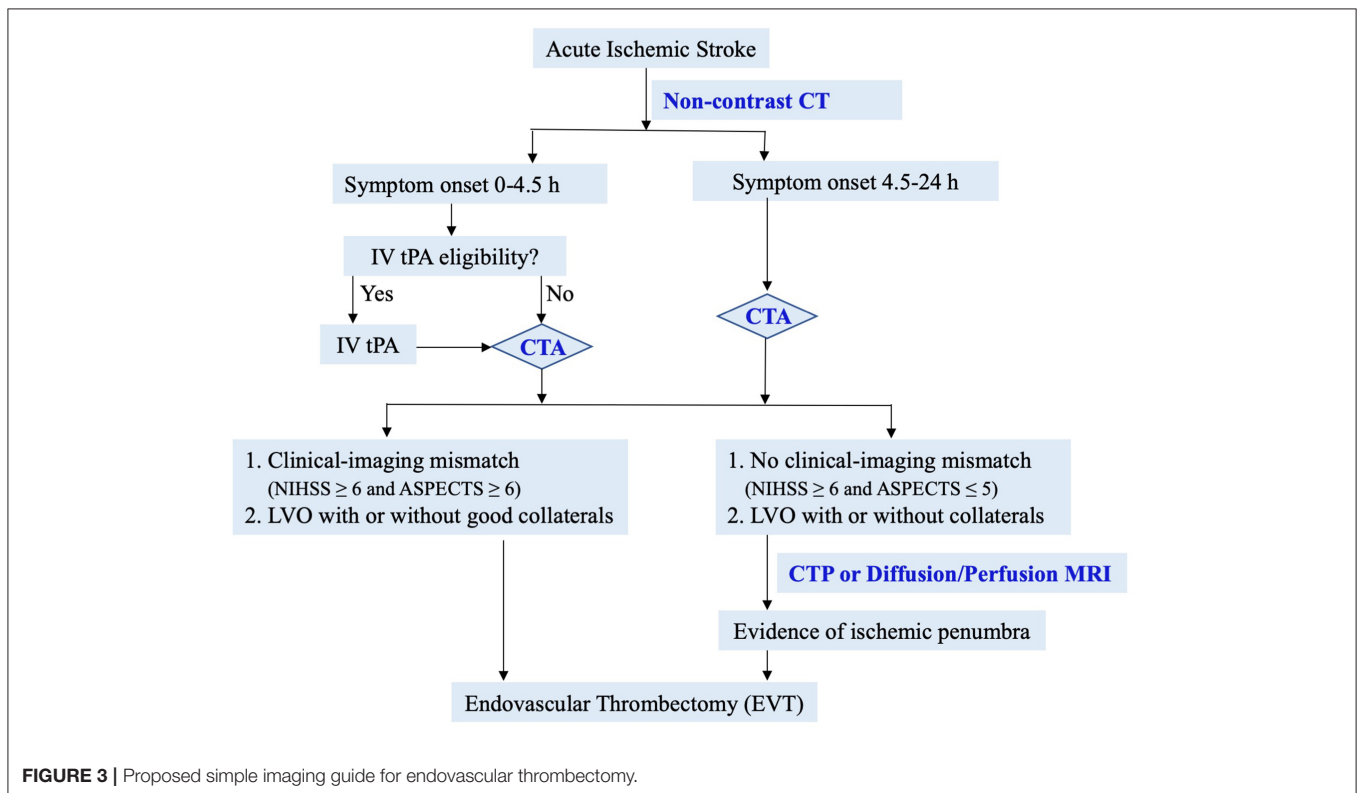 Acute Ischemic Stroke
Non-contrast CT
Symptom onset 0-4.5 h
Symptom onset 4.5-24 h
IV tPA eligibility?
Yes
No
IV tPA
CTA
CTA
1. Clinical-imaging mismatch
(NIHSS ≥ 6 and ASPECTS ≥ 6)
2. LVO with or without good collaterals
1. No clinical-imaging mismatch
(NIHSS ≥ 6 and ASPECTS ≤ 5)
2. LVO with or without collaterals
CTP or Diffusion/Perfusion MRI
Evidence of ischemic penumbra
Endovascular Thrombectomy (EVT)
FIGURE 3 | Proposed simple imaging guide for endovascular thrombectomy.